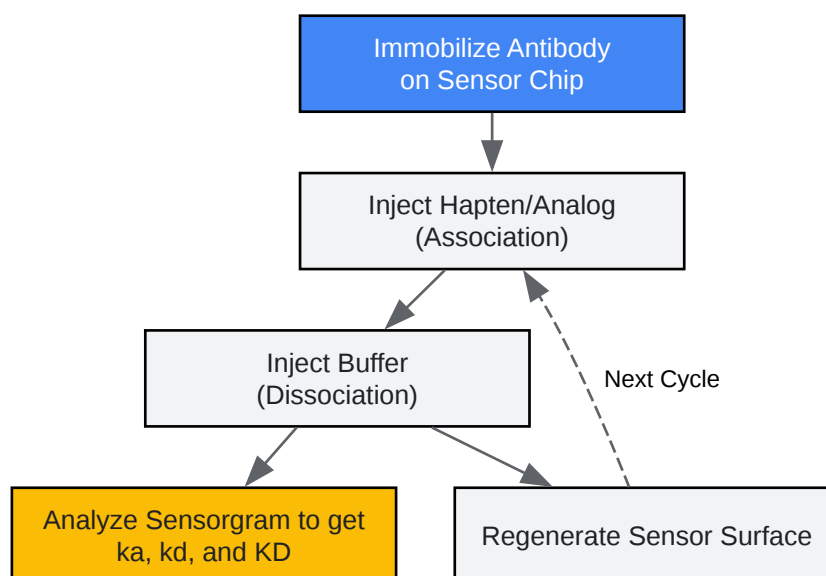 Immobilize Antibody
on Sensor Chip
Inject Hapten/Analog
(Association)
Inject Buffer
(Dissociation)
Next Cycle
Analyze Sensorgram to get
ka, kd, and KD
Regenerate Sensor Surface